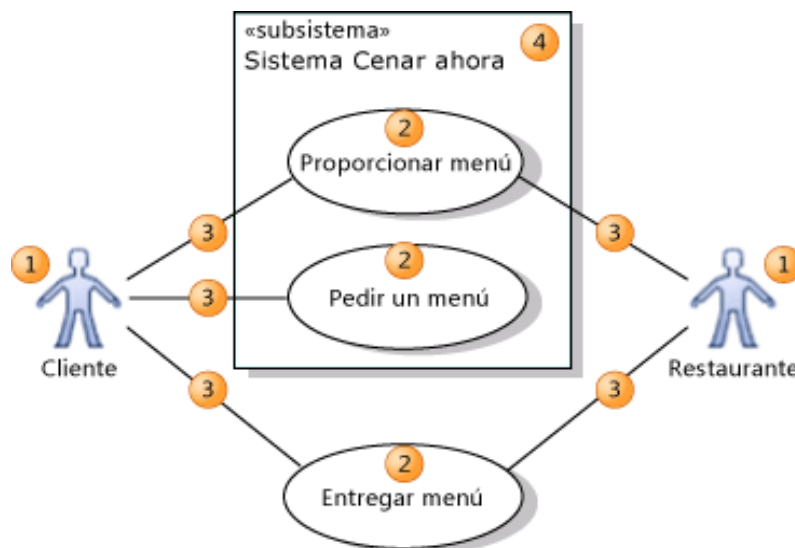 «subsistema»
Sistema Cenar ahora
4
2
Proporcionar menú
3
3
1
1
2
3
Pedir un menú
Cliente
Restaurante
3
3
2
Entregar menú